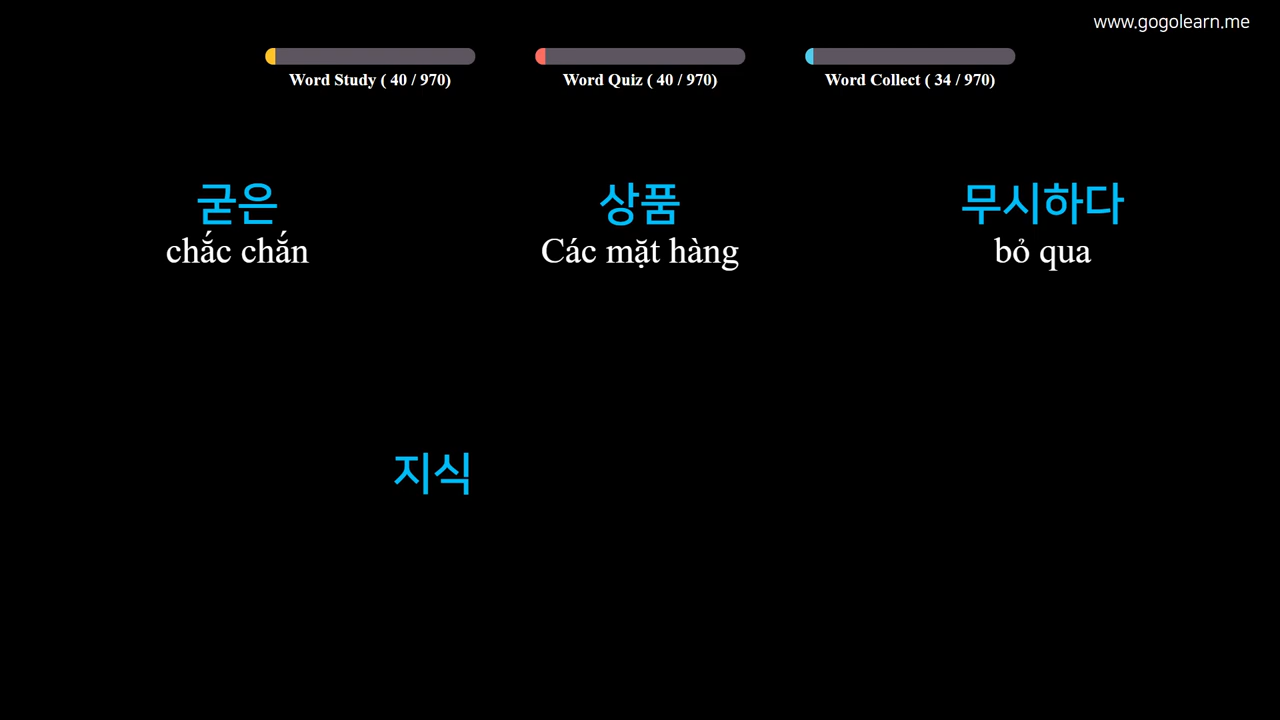 www.gogolearn.me
Word Study ( 40 / 970)
Word Quiz ( 40 / 970)
Word Collect ( 34 / 970)
굳은
chắc chắn
상품
Các mặt hàng
무시하다
bỏ qua
지식